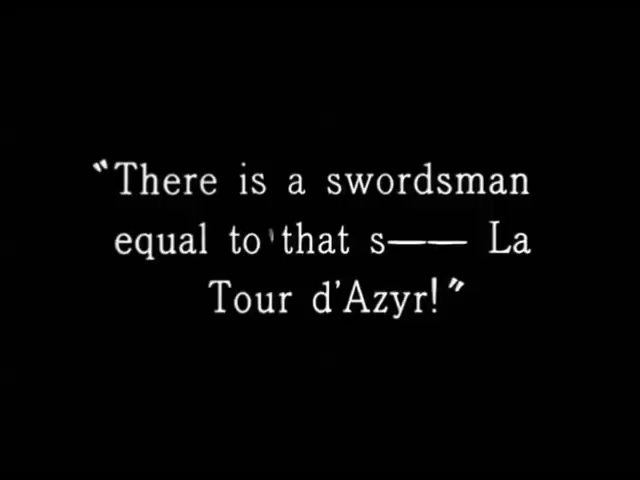 "There is a swordsman
equal to that s—— La
Tour d'Azyr!"